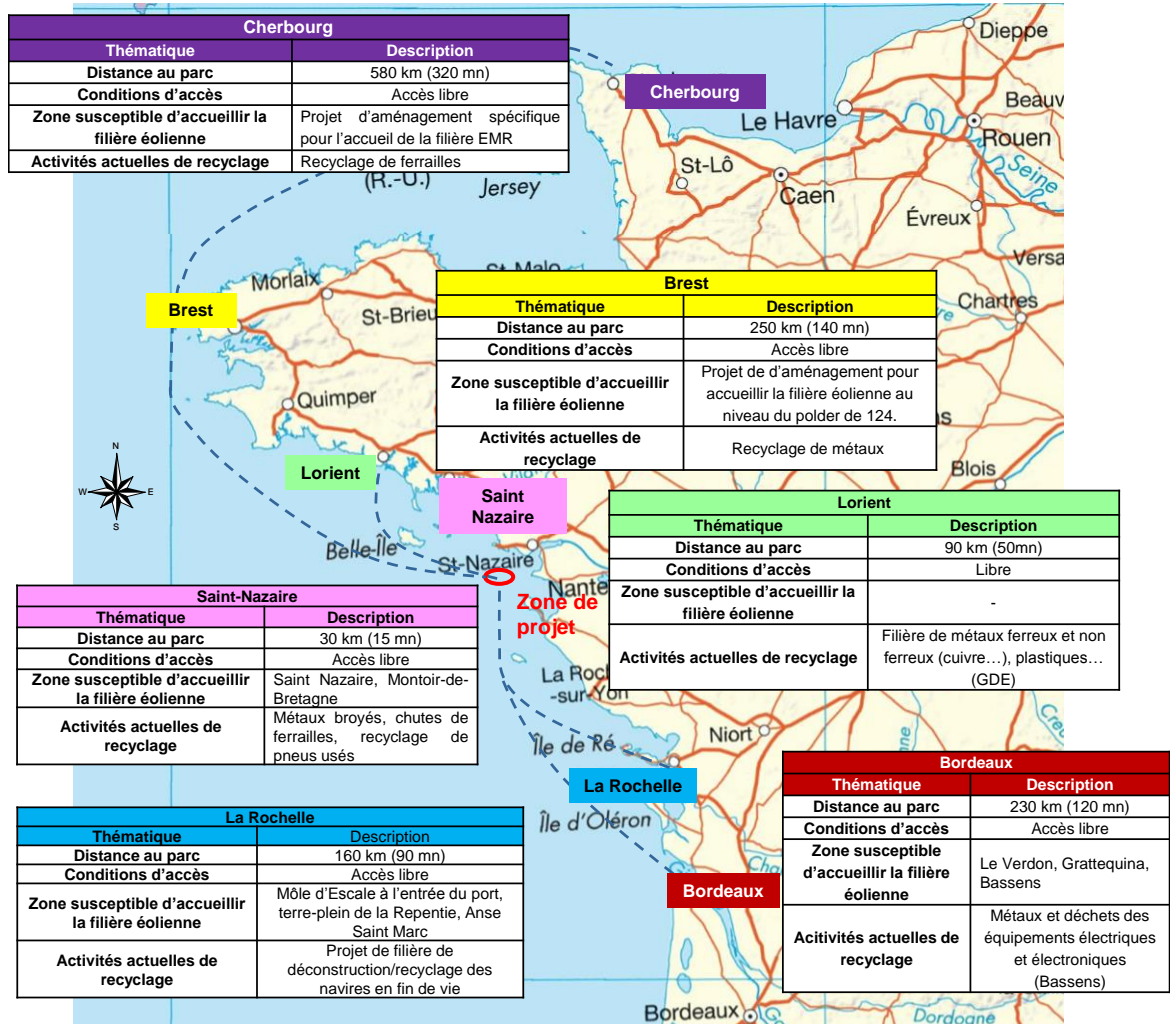 Cherbourg
Thématique Description
Distance au parc 580 km (320 mn)
Conditions d'accès Accès libre
Zone susceptible d'accueillir la filière éolienne Projet d'aménagement spécifique pour l'accueil de la filière EMR
Activités actuelles de recyclage Recyclage de ferrailles
Dieppe
Cherbourg
Beauv
Le Havre
Rouen
Seine
(R.-U.)
Jersey
St-Lô
Caen
Évreux
Versa
St-Malo
Morlaix
Brest
St-Brieu
Chartres
Brest
Thématique Description
Distance au parc 250 km (140 mn)
Conditions d'accès Accès libre
Zone susceptible d'accueillir la filière éolienne Projet de d'aménagement pour accueillir la filière éolienne au niveau du polder de 124.
Activités actuelles de recyclage Recyclage de métaux
Quimper
N
W E
S
Lorient
Blois
Saint
Nazaire
Belle-Île
St-Nazaire
Nante
Zone de
projet
Lorient
Thématique Description
Distance au parc 90 km (50mn)
Conditions d'accès Libre
Zone susceptible d'accueillir la filière éolienne -
Activités actuelles de recyclage Filière de métaux ferreux et non ferreux (cuivre…), plastiques… (GDE)
Saint-Nazaire
Thématique Description
Distance au parc 30 km (15 mn)
Conditions d'accès Accès libre
Zone susceptible d'accueillir la filière éolienne Saint Nazaire, Montoir-de-Bretagne
Activités actuelles de recyclage Métaux broyés, chutes de ferrailles, recyclage de pneus usés
La Roch
-sur-Yon
Île de Ré
Niort
La Rochelle
Île d'Oléron
La Rochelle
Thématique Description
Distance au parc 160 km (90 mn)
Conditions d'accès Accès libre
Zone susceptible d'accueillir la filière éolienne Môle d'Escale à l'entrée du port, terre-plein de la Repentie, Anse Saint Marc
Activités actuelles de recyclage Projet de filière de déconstruction/recyclage des navires en fin de vie
Bordeaux
Bordeaux
Thématique Description
Distance au parc 230 km (120 mn)
Conditions d'accès Accès libre
Zone susceptible d'accueillir la filière éolienne Le Verdon, Grattequina, Bassens
Acitivités actuelles de recyclage Métaux et déchets des équipements électriques et électroniques (Bassens)
Bordeaux
Dordogne